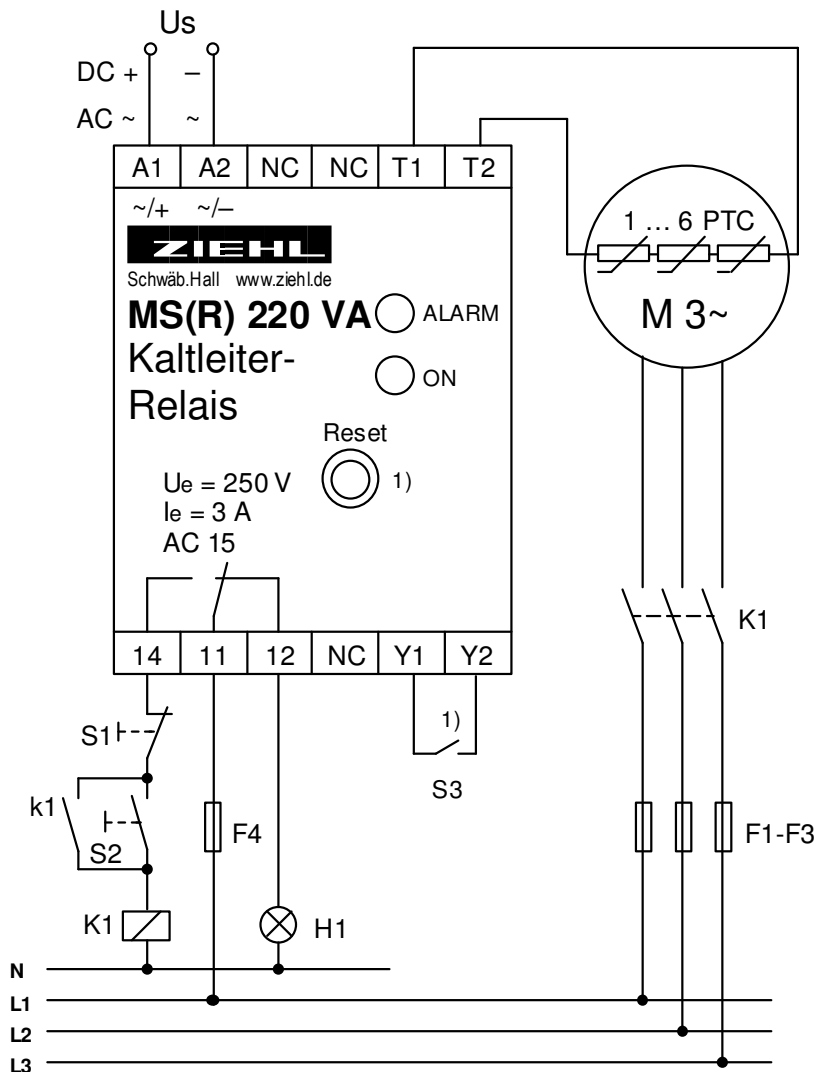 Us
DC + –
AC ~ ~
A1 A2 NC NC T1 T2
~/+ ~/–
ZIEHL
Schwäb.Hall www.ziehl.de
MS(R) 220 VA ALARM
Kaltleiter- ON
Relais
Reset
1)
Ue = 250 V
Ie = 3 A
AC 15
1 ... 6 PTC
M 3~
K1
14 11 12 NC Y1 Y2
S1
1)
S3
k1
S2
F4
F1-F3
K1
H1
N
L1
L2
L3